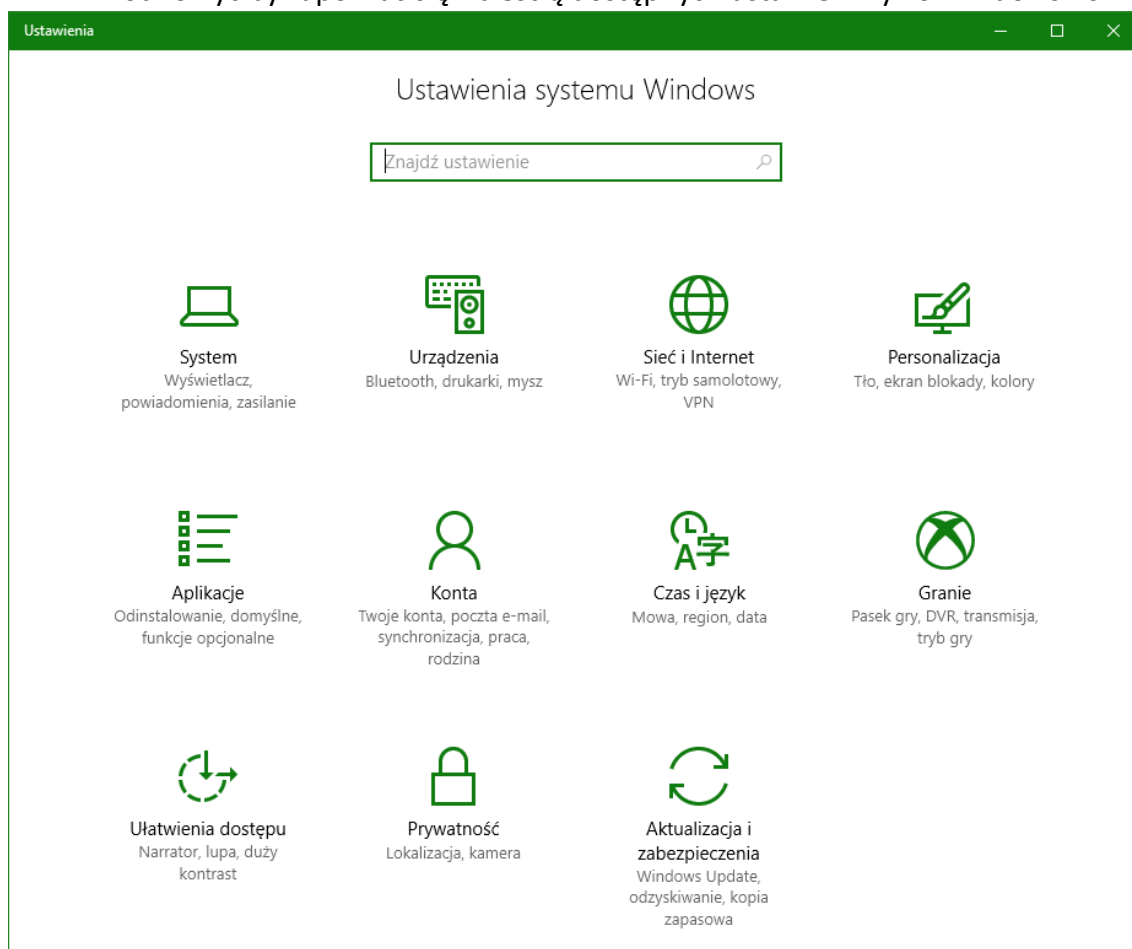 Ustawienia
Ustawienia systemu Windows
Znajdź ustawienie
System
Wyświetlacz,
powiadomienia, zasilanie
Urządzenia
Bluetooth, drukarki, mysz
Sieć i Internet
Wi-Fi, tryb samolotowy,
VPN
Personalizacja
Tło, ekran blokady, kolory
Aplikacje
Odinstalowanie, domyślne,
funkcje opcjonalne
Konta
Twoje konta, poczta e-mail,
synchronizacja, praca,
rodzina
A字
Czas i język
Mowa, region, data
Granie
Pasek gry, DVR, transmisja,
tryb gry
Ułatwienia dostępu
Narrator, lupa, duży
kontrast
Prywatność
Lokalizacja, kamera
Aktualizacja i
zabezpieczenia
Windows Update,
odzyskiwanie, kopia
zapasowa